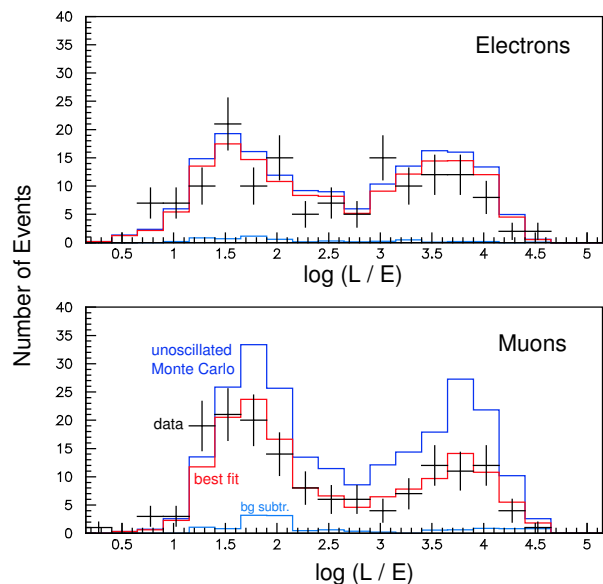 40
35
30
25
20
15
10
5
0
Electrons
0.5 1 1.5 2 2.5 3 3.5 4 4.5 5
log (L / E)
Number of Events
40
35
30
25
20
15
10
5
0
Muons
unoscillated
Monte Carlo
data
best fit
bg subtr.
0.5 1 1.5 2 2.5 3 3.5 4 4.5 5
log (L / E)